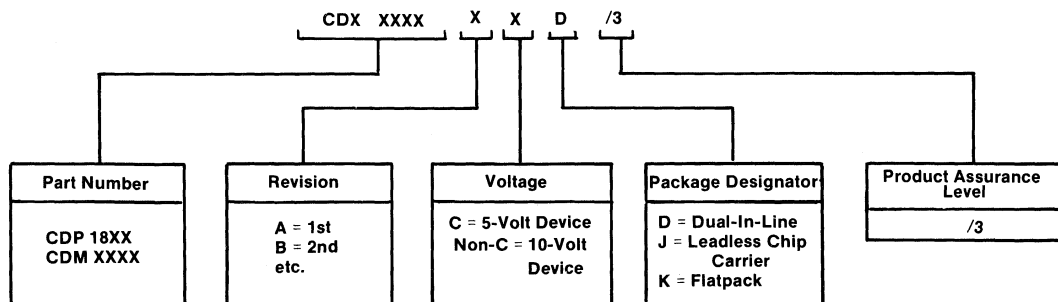 CDX XXXX X X D /3
Part Number
CDP 18XX
CDM XXXX
Revision
A = 1st
B = 2nd
etc.
Voltage
C = 5-Volt Device
Non-C = 10-Volt
Device
Package Designator
D = Dual-In-Line
J = Leadless Chip
Carrier
K = Flatpack
Product Assurance
Level
/3